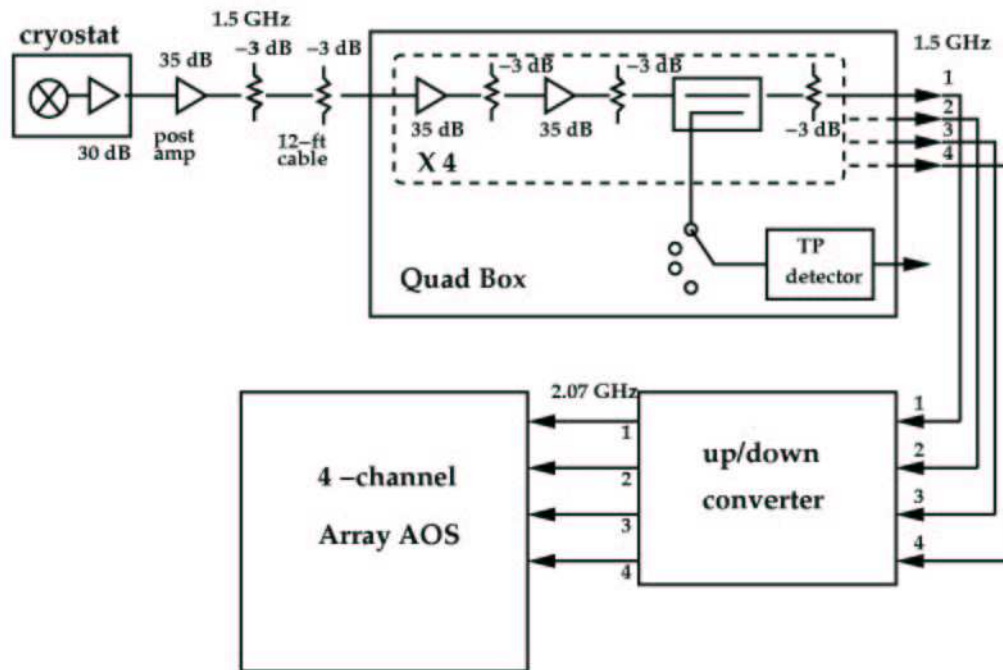 cryostat
30 dB
35 dB
post
amp
1.5 GHz
−3 dB
−3 dB
12−ft
cable
35 dB
−3 dB
35 dB
−3 dB
−3 dB
X 4
Quad Box
TP
detector
1.5 GHz
1
2
3
4
4 −channel
Array AOS
2.07 GHz
1
2
3
4
up/down
converter
1
2
3
4